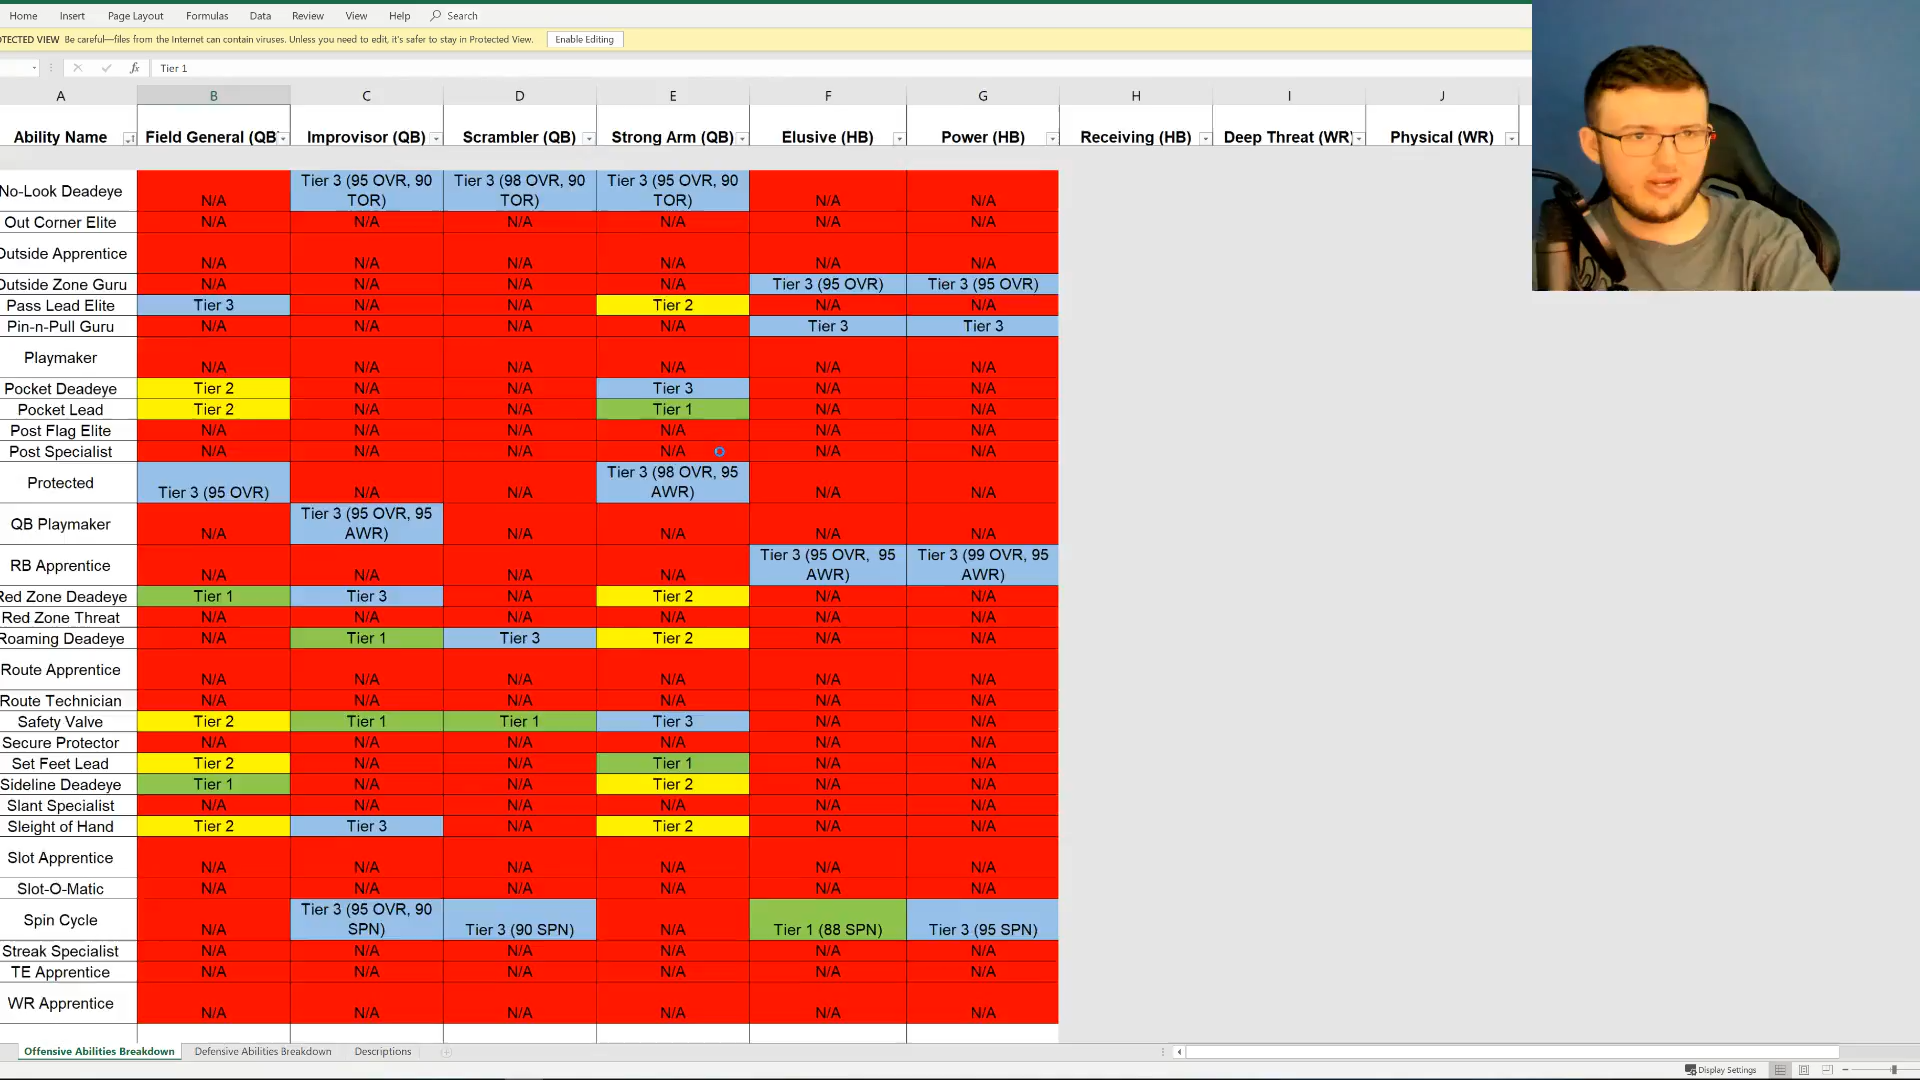 Home Insert Page Layout Formulas Data Review View Help Search
TECTED VIEW Be careful—files from the Internet can contain viruses. Unless you need to edit, it's safer to stay in Protected View. Enable Editing
fx Tier 1
A B C D E F G H I J
Ability Name Field General (QB Improvisor (QB) Scrambler (QB) Strong Arm (QB) Elusive (HB) Power (HB) Receiving (HB) Deep Threat (WR) Physical (WR)
No-Look Deadeye N/A Tier 3 (95 OVR, 90 TOR) Tier 3 (98 OVR, 90 TOR) Tier 3 (95 OVR, 90 TOR) N/A N/A
Out Corner Elite N/A N/A N/A N/A N/A N/A
Outside Apprentice N/A N/A N/A N/A N/A N/A
Outside Zone Guru N/A N/A N/A N/A Tier 3 (95 OVR) Tier 3 (95 OVR)
Pass Lead Elite Tier 3 N/A N/A Tier 2 N/A N/A
Pin-n-Pull Guru N/A N/A N/A N/A Tier 3 Tier 3
Playmaker N/A N/A N/A N/A N/A N/A
Pocket Deadeye Tier 2 N/A N/A Tier 3 N/A N/A
Pocket Lead Tier 2 N/A N/A Tier 1 N/A N/A
Post Flag Elite N/A N/A N/A N/A N/A N/A
Post Specialist N/A N/A N/A N/A N/A N/A
Protected Tier 3 (95 OVR) N/A N/A Tier 3 (98 OVR, 95 AWR) N/A N/A
QB Playmaker N/A Tier 3 (95 OVR, 95 AWR) N/A N/A N/A N/A
RB Apprentice N/A N/A N/A N/A Tier 3 (95 OVR, 95 AWR) Tier 3 (99 OVR, 95 AWR)
Red Zone Deadeye Tier 1 Tier 3 N/A Tier 2 N/A N/A
Red Zone Threat N/A N/A N/A N/A N/A N/A
Roaming Deadeye N/A Tier 1 Tier 3 Tier 2 N/A N/A
Route Apprentice N/A N/A N/A N/A N/A N/A
Route Technician N/A N/A N/A N/A N/A N/A
Safety Valve Tier 2 Tier 1 Tier 1 Tier 3 N/A N/A
Secure Protector N/A N/A N/A N/A N/A N/A
Set Feet Lead Tier 2 N/A N/A Tier 1 N/A N/A
Sideline Deadeye Tier 1 N/A N/A Tier 2 N/A N/A
Slant Specialist N/A N/A N/A N/A N/A N/A
Sleight of Hand Tier 2 Tier 3 N/A Tier 2 N/A N/A
Slot Apprentice N/A N/A N/A N/A N/A N/A
Slot-O-Matic N/A N/A N/A N/A N/A N/A
Spin Cycle N/A Tier 3 (95 OVR, 90 SPN) Tier 3 (90 SPN) N/A Tier 1 (88 SPN) Tier 3 (95 SPN)
Streak Specialist N/A N/A N/A N/A N/A N/A
TE Apprentice N/A N/A N/A N/A N/A N/A
WR Apprentice N/A N/A N/A N/A N/A N/A
Offensive Abilities Breakdown Defensive Abilities Breakdown Descriptions
Display Settings